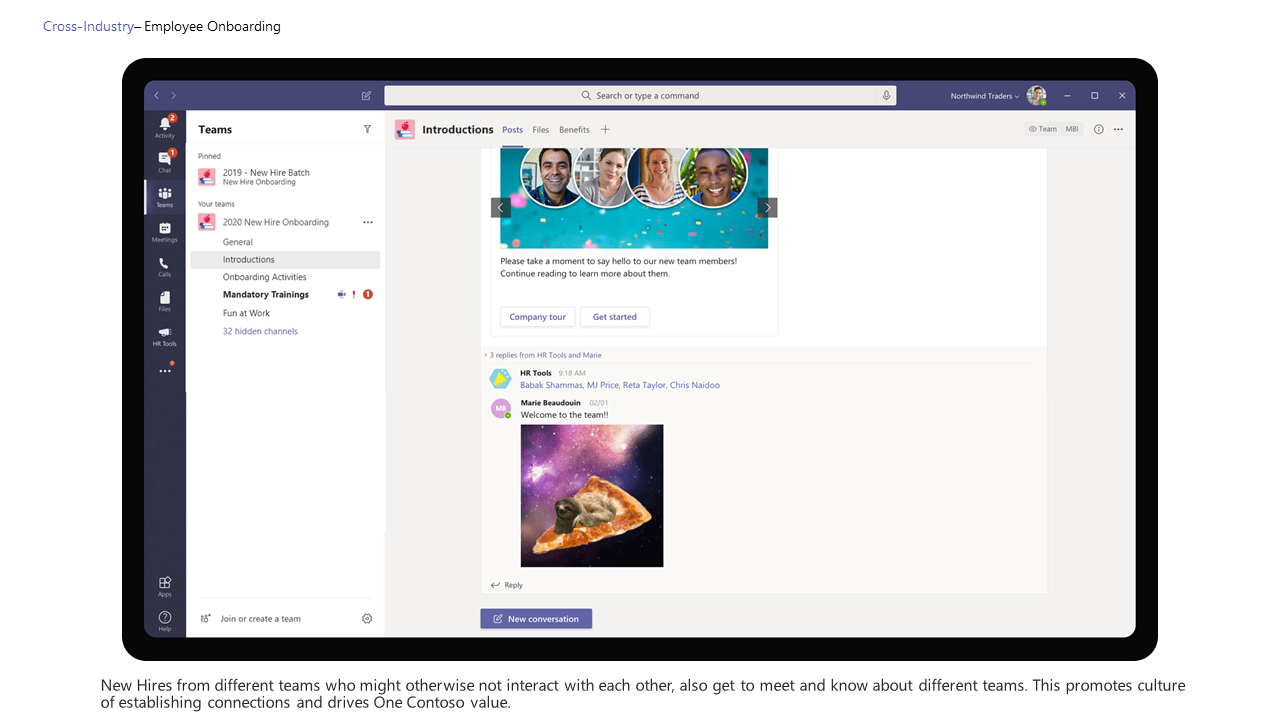 Cross-Industry– Employee Onboarding
Search or type a command
Northwind Traders
2
Activity
1
Chat
Teams
Meetings
Calls
Files
HR Tools
Apps
Help
Teams
Pinned
2019 - New Hire Batch
New Hire Onboarding
Your teams
2020 New Hire Onboarding
General
Introductions
Onboarding Activities
Mandatory Trainings ! 1
Fun at Work
32 hidden channels
Join or create a team
Introductions Posts Files Benefits
Team MBI
Please take a moment to say hello to our new team members!
Continue reading to learn more about them.
Company tour Get started
3 replies from HR Tools and Marie
HR Tools 9:18 AM
Babak Shammas, MJ Price, Reta Taylor, Chris Naidoo
MB
Marie Beaudouin 02/01
Welcome to the team!!
Reply
New conversation
New Hires from different teams who might otherwise not interact with each other, also get to meet and know about different teams. This promotes culture
of establishing connections and drives One Contoso value.